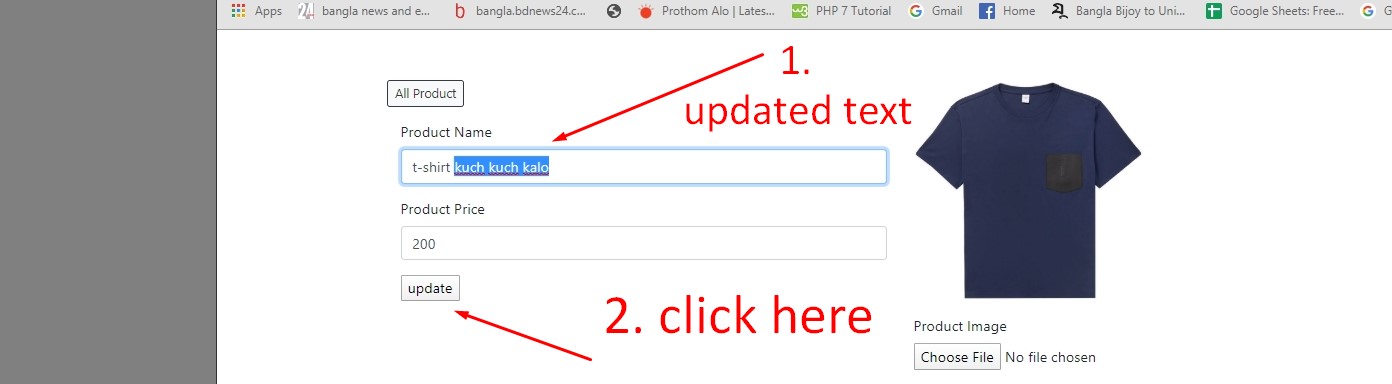 Apps
bangla news and e...
bangla.bdnews24.c...
Prothom Alo | Lates...
PHP 7 Tutorial
Gmail
Home
Bangla Bijoy to Uni...
Google Sheets: Free...
G
1.
updated text
All Product
Product Name
t-shirt kuch kuch kalo
Product Price
200
update
2. click here
Product Image
Choose File No file chosen